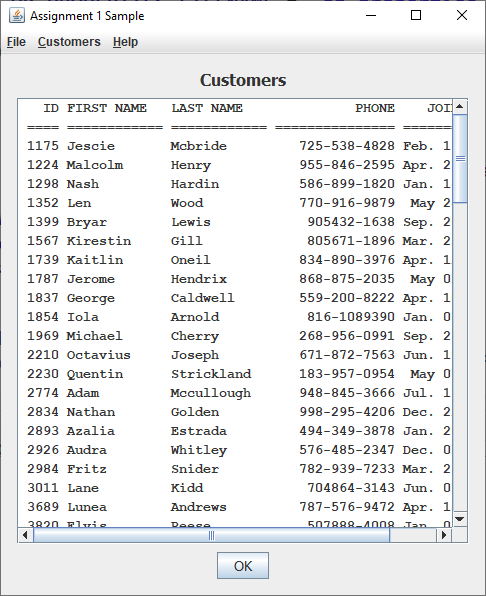 Assignment 1 Sample
File Customers Help
Customers
ID FIRST NAME LAST NAME PHONE JOI
==== ============ ============ =============== ======
1175 Jescie Mcbride 725-538-4828 Feb. 1
1224 Malcolm Henry 955-846-2595 Apr. 2
1298 Nash Hardin 586-899-1820 Jan. 1
1352 Len Wood 770-916-9879 May 2
1399 Bryar Lewis 905432-1638 Sep. 2
1567 Kirestin Gill 805671-1896 Mar. 2
1739 Kaitlin Oneil 834-890-3976 Apr. 1
1787 Jerome Hendrix 868-875-2035 May 0
1837 George Caldwell 559-200-8222 Apr. 1
1854 Iola Arnold 816-1089390 Jan. 0
1969 Michael Cherry 268-956-0991 Sep. 2
2210 Octavius Joseph 671-872-7563 Jun. 1
2230 Quentin Strickland 183-957-0954 May 0
2774 Adam Mccullough 948-845-3666 Jul. 1
2834 Nathan Golden 998-295-4206 Dec. 2
2893 Azalia Estrada 494-349-3878 Jan. 2
2926 Audra Whitley 576-485-2347 Dec. 0
2984 Fritz Snider 782-939-7233 Mar. 2
3011 Lane Kidd 704864-3143 Jun. 0
3689 Lunea Andrews 787-576-9472 Apr. 1
3820 Elvis Reese 507888-4008 Jan. 0
OK